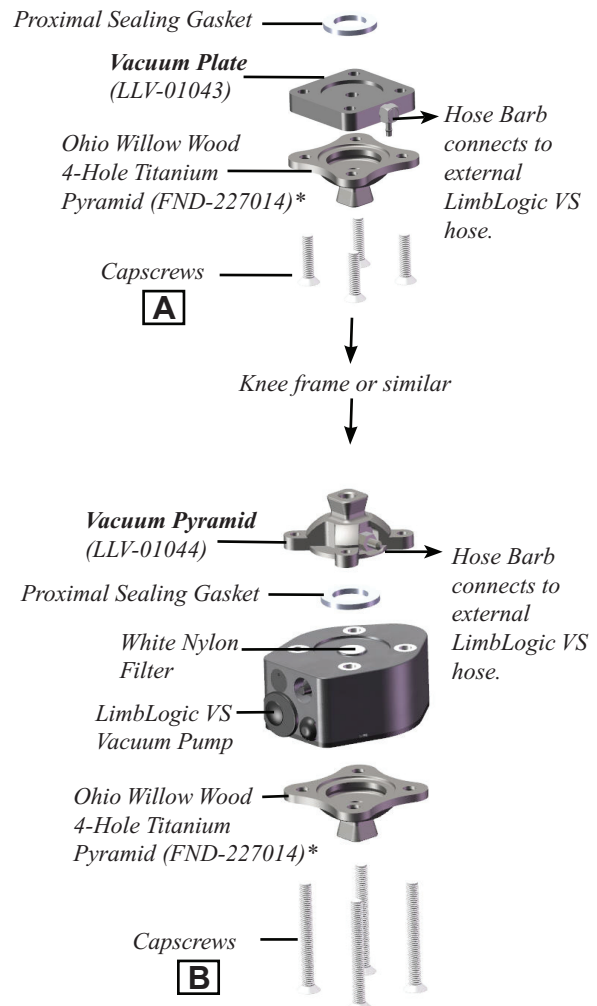 Proximal Sealing Gasket
Vacuum Plate
(LLV-01043)
Hose Barb
connects to
external
LimbLogic VS
hose.
Ohio Willow Wood
4-Hole Titanium
Pyramid (FND-227014)*
Capscrews
A
Knee frame or similar
Vacuum Pyramid
(LLV-01044)
Hose Barb
connects to
external
LimbLogic VS
hose.
Proximal Sealing Gasket
White Nylon
Filter
LimbLogic VS
Vacuum Pump
Ohio Willow Wood
4-Hole Titanium
Pyramid (FND-227014)*
Capscrews
B